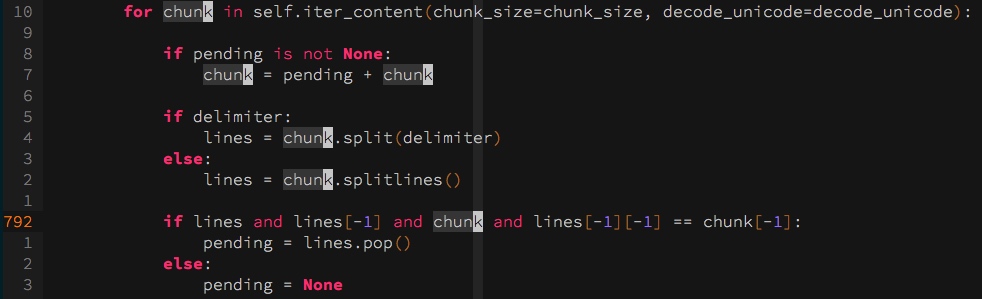 10 for chunk in self.iter_content(chunk_size=chunk_size, decode_unicode=decode_unicode):
9
8 if pending is not None:
7 chunk = pending + chunk
6
5 if delimiter:
4 lines = chunk.split(delimiter)
3 else:
2 lines = chunk.splitlines()
1
792 if lines and lines[-1] and chunk and lines[-1][-1] == chunk[-1]:
1 pending = lines.pop()
2 else:
3 pending = None